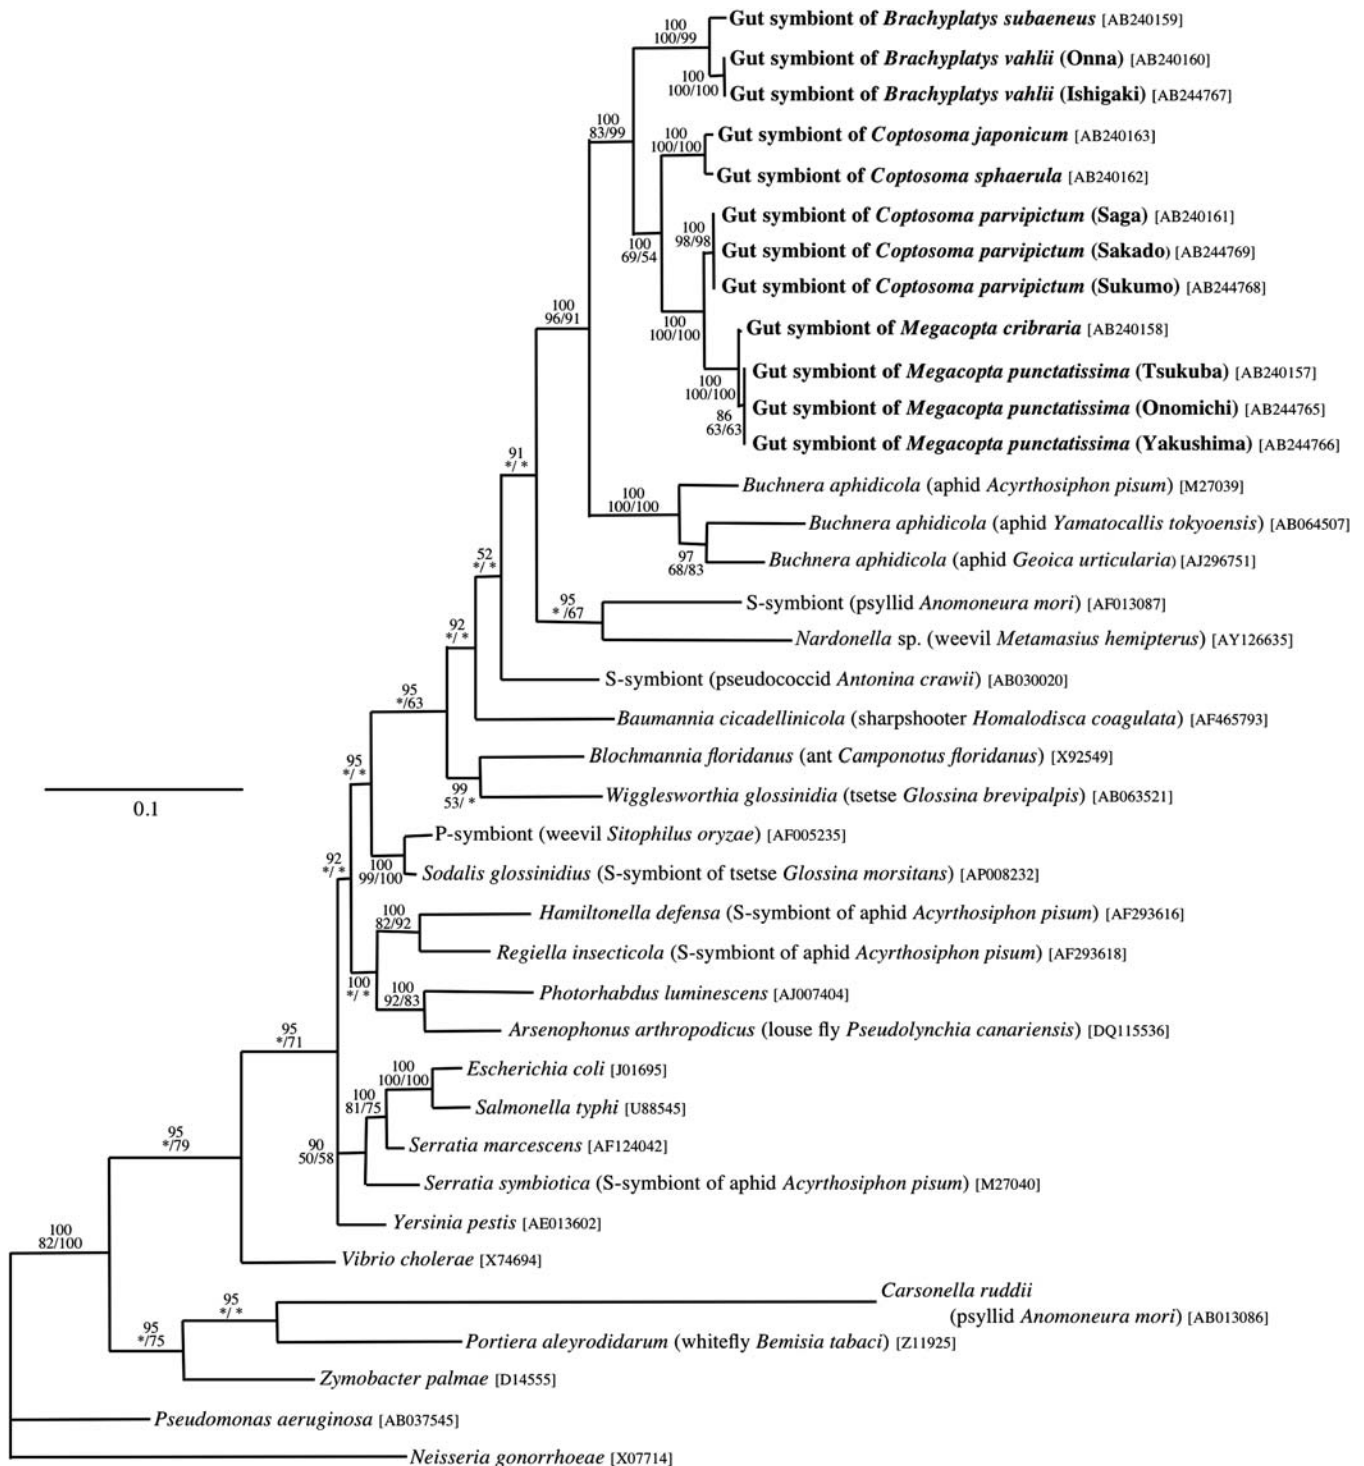 100
100/99
Gut symbiont of Brachyplatys subaeneus [AB240159]
Gut symbiont of Brachyplatys vahlii (Onna) [AB240160]
100
100/100
Gut symbiont of Brachyplatys vahlii (Ishigaki) [AB244767]
100
83/99
100
100/100
Gut symbiont of Coptosoma japonicum [AB240163]
Gut symbiont of Coptosoma sphaerula [AB240162]
Gut symbiont of Coptosoma parvipictum (Saga) [AB240161]
100
98/98
100
69/54
Gut symbiont of Coptosoma parvipictum (Sakado) [AB244769]
Gut symbiont of Coptosoma parvipictum (Sukumo) [AB244768]
100
96/91
100
100/100
Gut symbiont of Megacopta cribraria [AB240158]
Gut symbiont of Megacopta punctatissima (Tsukuba) [AB240157]
100
100/100
Gut symbiont of Megacopta punctatissima (Onomichi) [AB244765]
86
63/63
Gut symbiont of Megacopta punctatissima (Yakushima) [AB244766]
91
*/ *
Buchnera aphidicola (aphid Acyrthosiphon pisum) [M27039]
100
100/100
Buchnera aphidicola (aphid Yamatocallis tokyoensis) [AB064507]
97
68/83
Buchnera aphidicola (aphid Geoica urticularia) [AJ296751]
52
*/ *
95
* /67
S-symbiont (psyllid Anomoneura mori) [AF013087]
92
*/ *
Nardonella sp. (weevil Metamasius hemipterus) [AY126635]
S-symbiont (pseudococcid Antonina crawii) [AB030020]
95
*/63
Baumannia cicadellinicola (sharpshooter Homalodisca coagulata) [AF465793]
Blochmannia floridanus (ant Camponotus floridanus) [X92549]
95
*/ *
99
53/ *
Wigglesworthia glossinidia (tsetse Glossina brevipalpis) [AB063521]
0.1
P-symbiont (weevil Sitophilus oryzae) [AF005235]
92
*/ *
100
99/100
Sodalis glossinidius (S-symbiont of tsetse Glossina morsitans) [AP008232]
100
82/92
Hamiltonella defensa (S-symbiont of aphid Acyrthosiphon pisum) [AF293616]
Regiella insecticola (S-symbiont of aphid Acyrthosiphon pisum) [AF293618]
100
*/ *
100
92/83
Photorhabdus luminescens [AJ007404]
Arsenophonus arthropodicus (louse fly Pseudolynchia canariensis) [DQ115536]
95
*/71
100
100/100
Escherichia coli [J01695]
100
81/75
Salmonella typhi [U88545]
95
*/79
90
50/58
Serratia marcescens [AF124042]
Serratia symbiotica (S-symbiont of aphid Acyrthosiphon pisum) [M27040]
Yersinia pestis [AE013602]
100
82/100
Vibrio cholerae [X74694]
95
*/ *
Carsonella ruddii
(psyllid Anomoneura mori) [AB013086]
95
*/75
Portiera aleyrodidarum (whitefly Bemisia tabaci) [Z11925]
Zymobacter palmae [D14555]
Pseudomonas aeruginosa [AB037545]
Neisseria gonorrhoeae [X07714]